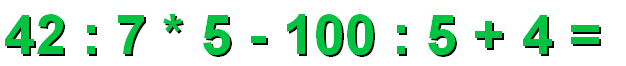 42 : 7 * 5 - 100 : 5 + 4 =